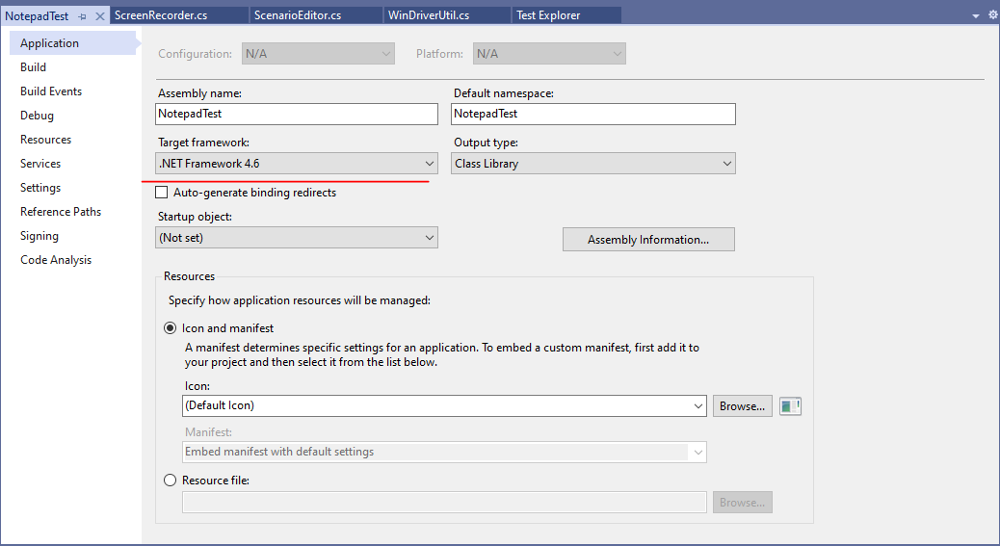 NotepadTest
ScreenRecorder.cs
ScenarioEditor.cs
WinDriverUtil.cs
Test Explorer
Application
Build
Build Events
Debug
Resources
Services
Settings
Reference Paths
Signing
Code Analysis
Configuration: N/A Platform: N/A
Assembly name: Default namespace:
NotepadTest NotepadTest
Target framework: Output type:
.NET Framework 4.6 Class Library
Auto-generate binding redirects
Startup object:
(Not set) Assembly Information...
Resources
Specify how application resources will be managed:
Icon and manifest
A manifest determines specific settings for an application. To embed a custom manifest, first add it to
your project and then select it from the list below.
Icon:
(Default Icon) Browse...
Manifest:
Embed manifest with default settings
Resource file:
Browse...